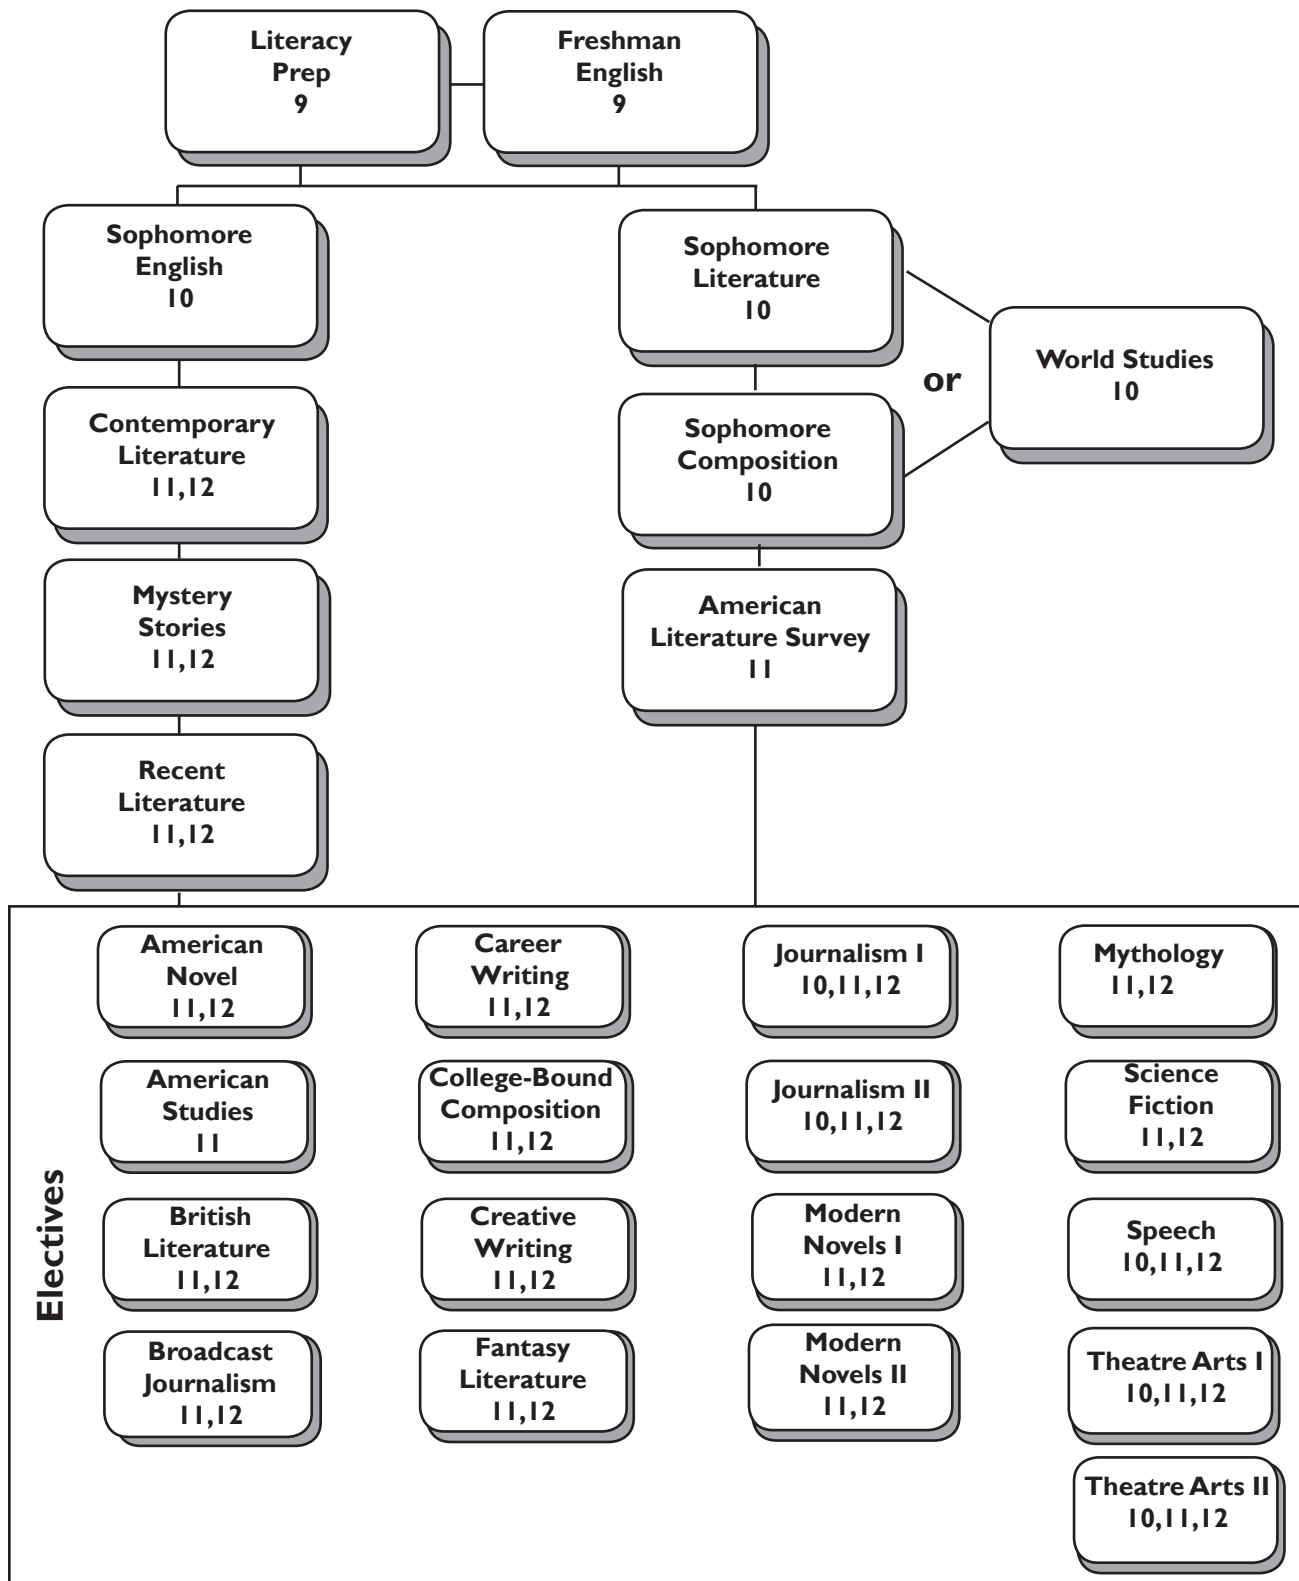 Literacy
Prep
9
Freshman
English
9
Sophomore
English
10
Sophomore
Literature
10
World Studies
10
or
Contemporary
Literature
11,12
Sophomore
Composition
10
Mystery
Stories
11,12
American
Literature Survey
11
Recent
Literature
11,12
Electives
American
Novel
11,12
Career
Writing
11,12
Journalism I
10,11,12
Mythology
11,12
American
Studies
11
College-Bound
Composition
11,12
Journalism II
10,11,12
Science
Fiction
11,12
British
Literature
11,12
Creative
Writing
11,12
Modern
Novels I
11,12
Speech
10,11,12
Broadcast
Journalism
11,12
Fantasy
Literature
11,12
Modern
Novels II
11,12
Theatre Arts I
10,11,12
Theatre Arts II
10,11,12